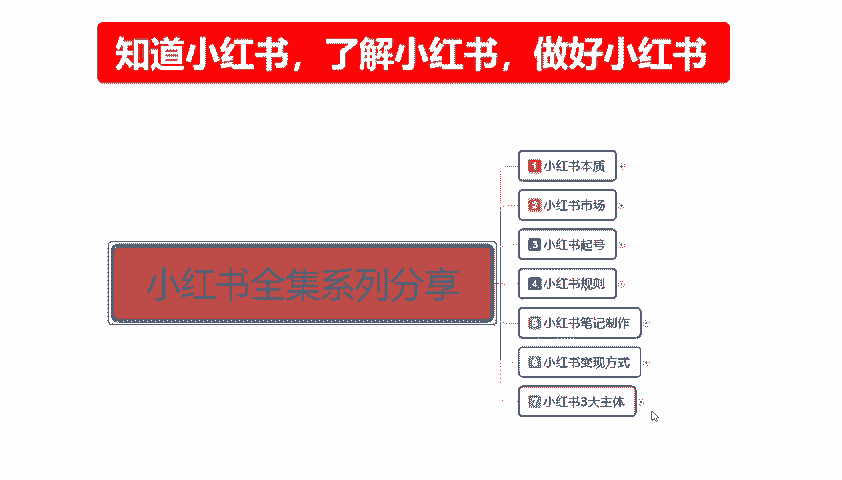 知道小红书，了解小红书，做好小红书
小红书全集系列分享
1 小红书本质
2 小红书市场
3 小红书起号
4 小红书规则
5 小红书笔记制作
6 小红书变现方式
7 小红书3大主体